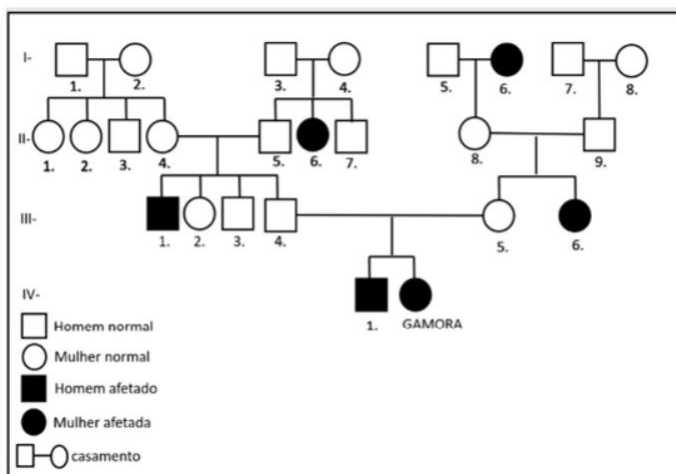 I-
1. 2. 3. 4. 5. 6. 7. 8.
II-
1. 2. 3. 4. 5. 6. 7. 8. 9.
III-
1. 2. 3. 4. 5. 6.
IV-
1. GAMORA
Homem normal
Mulher normal
Homem afetado
Mulher afetada
casamento